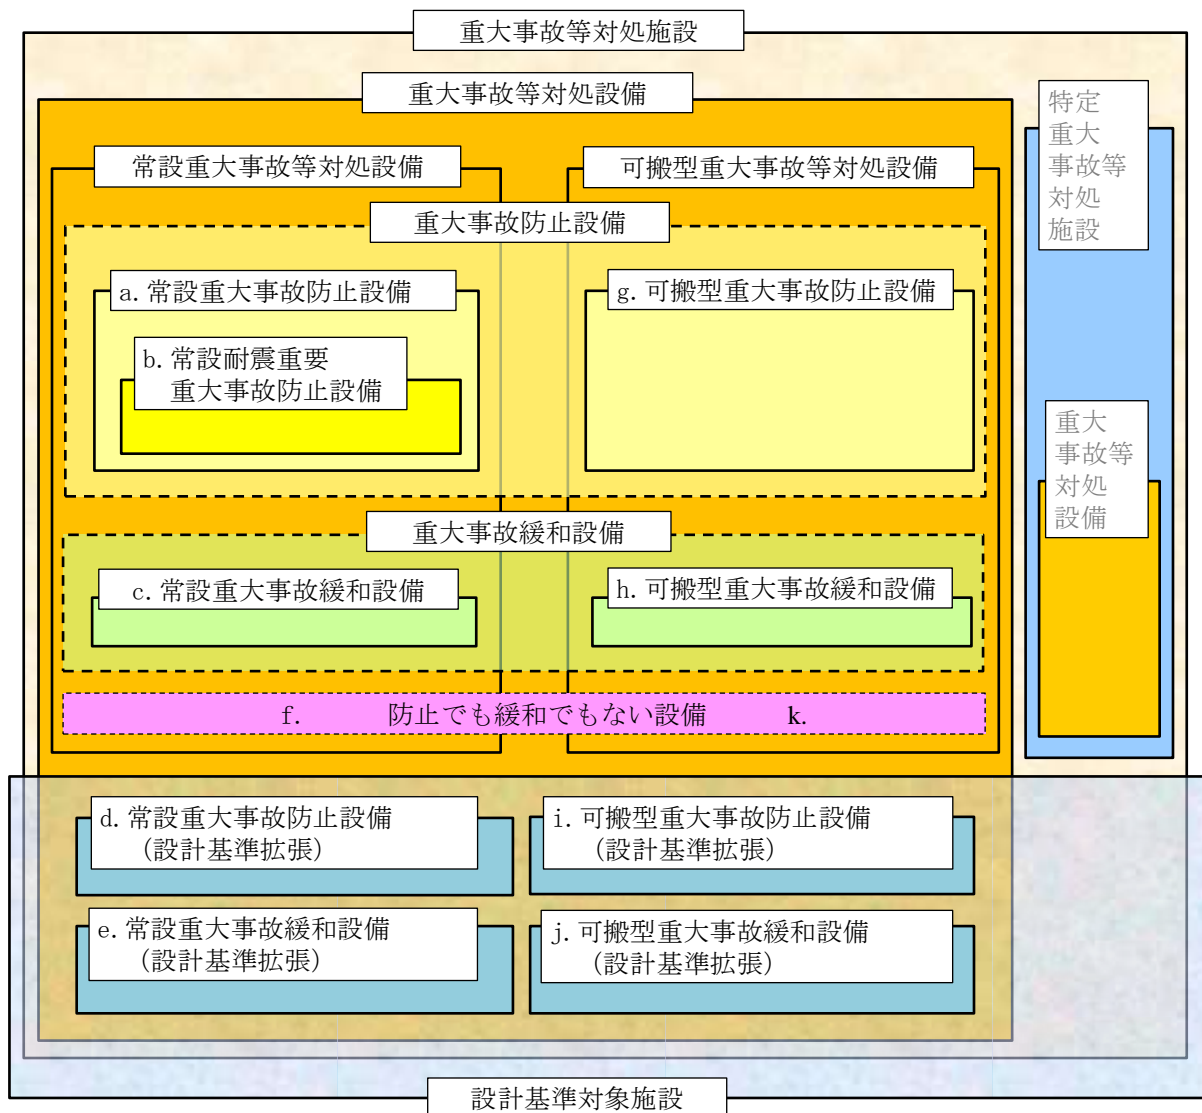 重大事故等対処施設
重大事故等対処設備
特定
重大
事故等
対処
施設
常設重大事故等対処設備
可搬型重大事故等対処設備
重大事故防止設備
a. 常設重大事故防止設備
g. 可搬型重大事故防止設備
b. 常設耐震重要
重大事故防止設備
重大
事故等
対処
設備
重大事故緩和設備
c. 常設重大事故緩和設備
h. 可搬型重大事故緩和設備
f. 防止でも緩和でもない設備 k.
d. 常設重大事故防止設備
（設計基準拡張）
i. 可搬型重大事故防止設備
（設計基準拡張）
e. 常設重大事故緩和設備
（設計基準拡張）
j. 可搬型重大事故緩和設備
（設計基準拡張）
設計基準対象施設